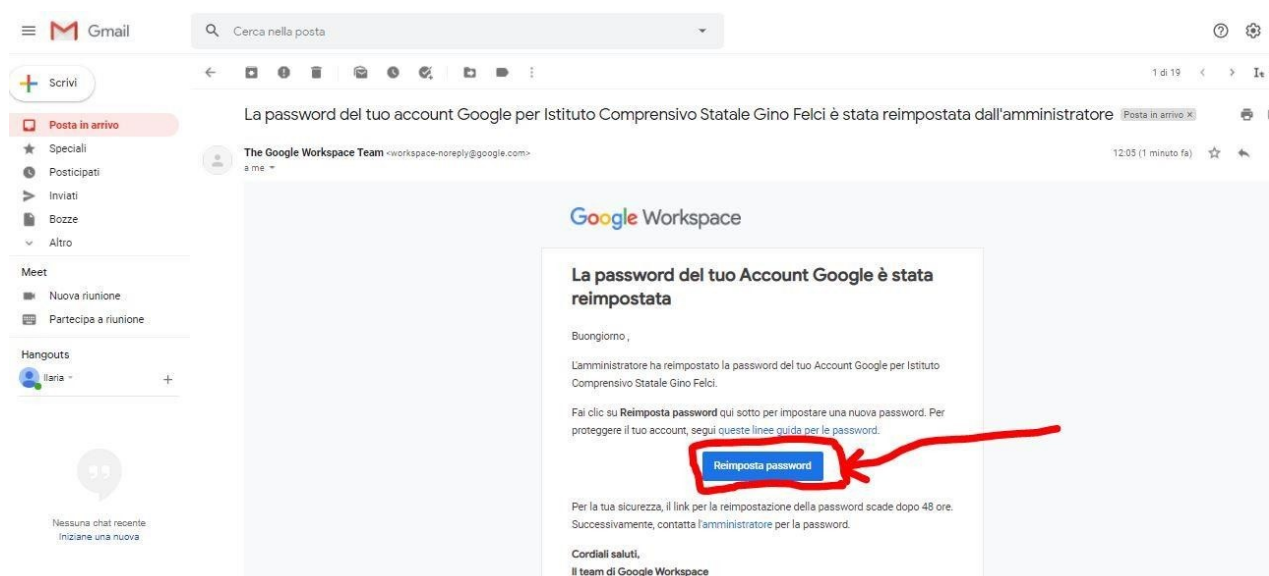 Gmail
Cerca nella posta
Scrivi
1 di 19
Posta in arrivo
Speciali
Posticipati
Inviati
Bozze
Altro
Meet
Nuova riunione
Partecipa a riunione
Hangouts
Ilaria
Nessuna chat recente
Iniziane una nuova
La password del tuo account Google per Istituto Comprensivo Statale Gino Felci è stata reimpostata dall'amministratore Posta in arrivo ×
The Google Workspace Team <workspace-noreply@google.com>
12:05 (1 minuto fa)
a me
Google Workspace
La password del tuo Account Google è stata
reimpostata
Buongiorno ,
L'amministratore ha reimpostato la password del tuo Account Google per Istituto
Comprensivo Statale Gino Felci.
Fai clic su Reimposta password qui sotto per impostare una nuova password. Per
proteggere il tuo account, segui queste linee guida per le password.
Reimposta password
Per la tua sicurezza, il link per la reimpostazione della password scade dopo 48 ore.
Successivamente, contatta l'amministratore per la password.
Cordiali saluti,
Il team di Google Workspace